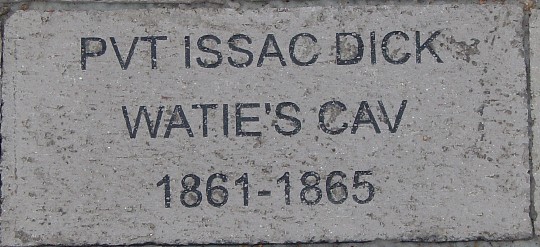 PVT ISSAC DICK
WATIE'S CAV
1861-1865